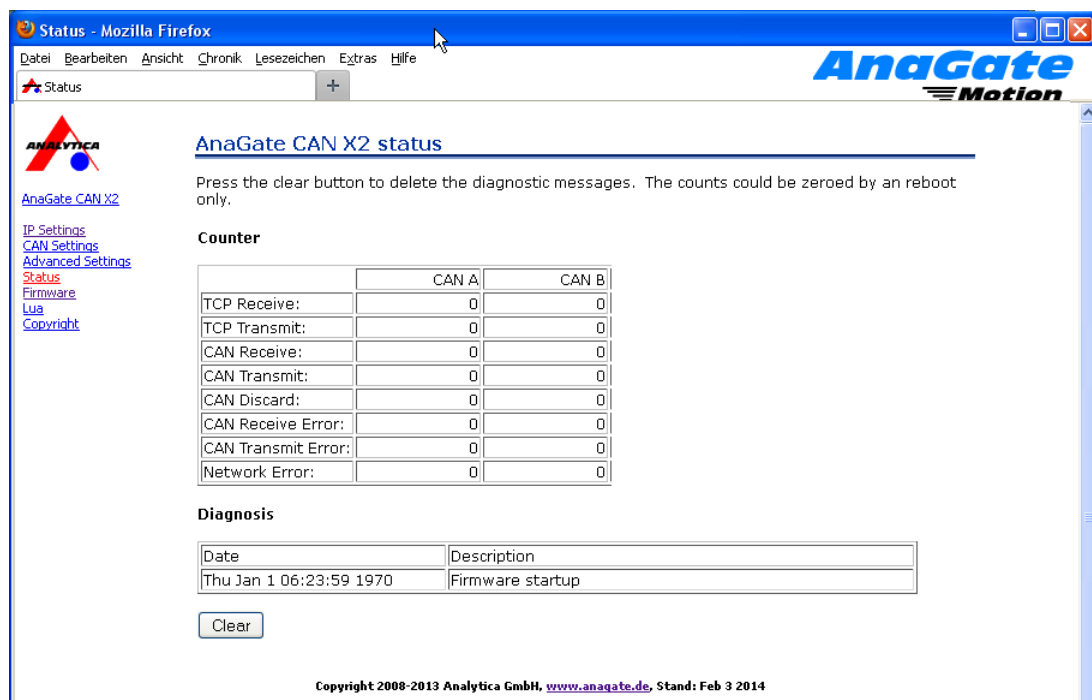 Status - Mozilla Firefox
Datei Bearbeiten Ansicht Chronik Lesezeichen Extras Hilfe
AnaGate
Motion
Status
ANALYTICA
AnaGate CAN X2 status
Press the clear button to delete the diagnostic messages. The counts could be zeroed by an reboot
only.
AnaGate CAN X2
IP Settings
CAN Settings
Advanced Settings
Status
Firmware
Lua
Copyright
Counter
CAN A CAN B
TCP Receive: 0 0
TCP Transmit: 0 0
CAN Receive: 0 0
CAN Transmit: 0 0
CAN Discard: 0 0
CAN Receive Error: 0 0
CAN Transmit Error: 0 0
Network Error: 0 0
Diagnosis
Date Description
Thu Jan 1 06:23:59 1970 Firmware startup
Clear
Copyright 2008-2013 Analytica GmbH, www.anagate.de, Stand: Feb 3 2014